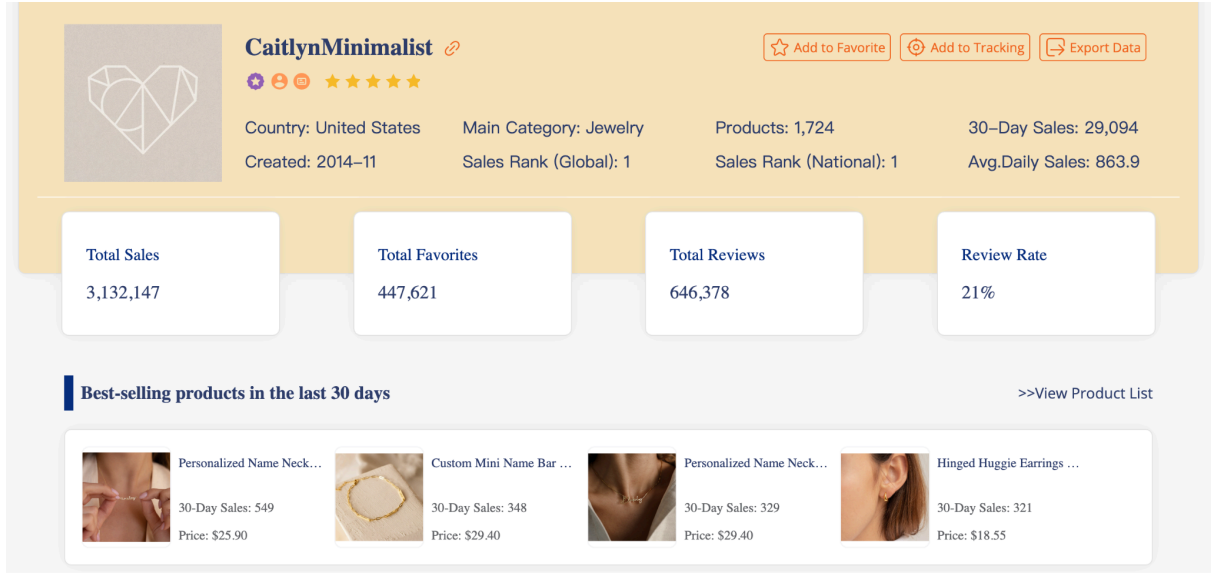 CaitlynMinimalist
Add to Favorite
Add to Tracking
Export Data
Country: United States
Main Category: Jewelry
Products: 1,724
30–Day Sales: 29,094
Created: 2014–11
Sales Rank (Global): 1
Sales Rank (National): 1
Avg.Daily Sales: 863.9
Total Sales
3,132,147
Total Favorites
447,621
Total Reviews
646,378
Review Rate
21%
Best-selling products in the last 30 days
>>View Product List
Personalized Name Neck...
30-Day Sales: 549
Price: $25.90
Custom Mini Name Bar ...
30-Day Sales: 348
Price: $29.40
Personalized Name Neck...
30-Day Sales: 329
Price: $29.40
Hinged Huggie Earrings ...
30-Day Sales: 321
Price: $18.55